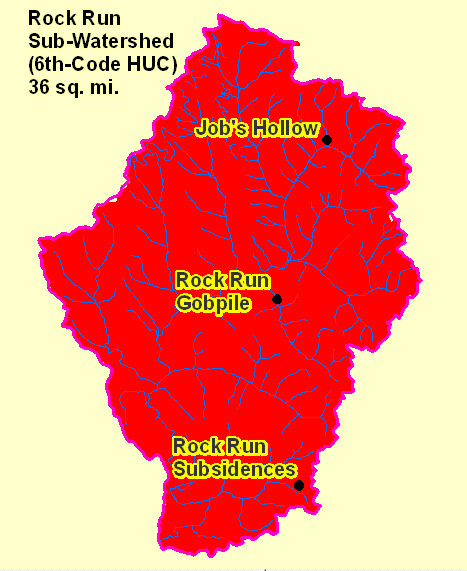 Rock Run
Sub-Watershed
(6th-Code HUC)
36 sq. mi.
Job's Hollow
Rock Run
Gobpile
Rock Run
Subsidences